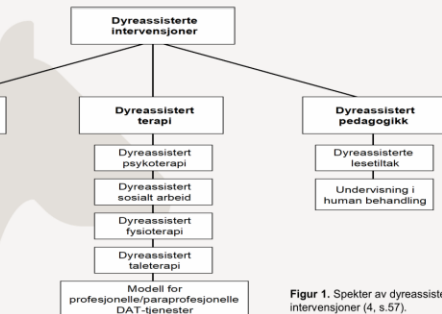 Dyreassisterte
intervensjoner
Dyreassistert
terapi
Dyreassistert
psykoterapi
Dyreassistert
sosialt arbeid
Dyreassistert
fysioterapi
Dyreassistert
taleterapi
Modell for
profesjonelle/paraprofesjonelle
DAT-tjenester
Dyreassistert
pedagogikk
Dyreassisterte
lesetiltak
Undervisning i
human behandling
Figur 1. Spekter av dyreassiste
intervensjoner (4, s.57).